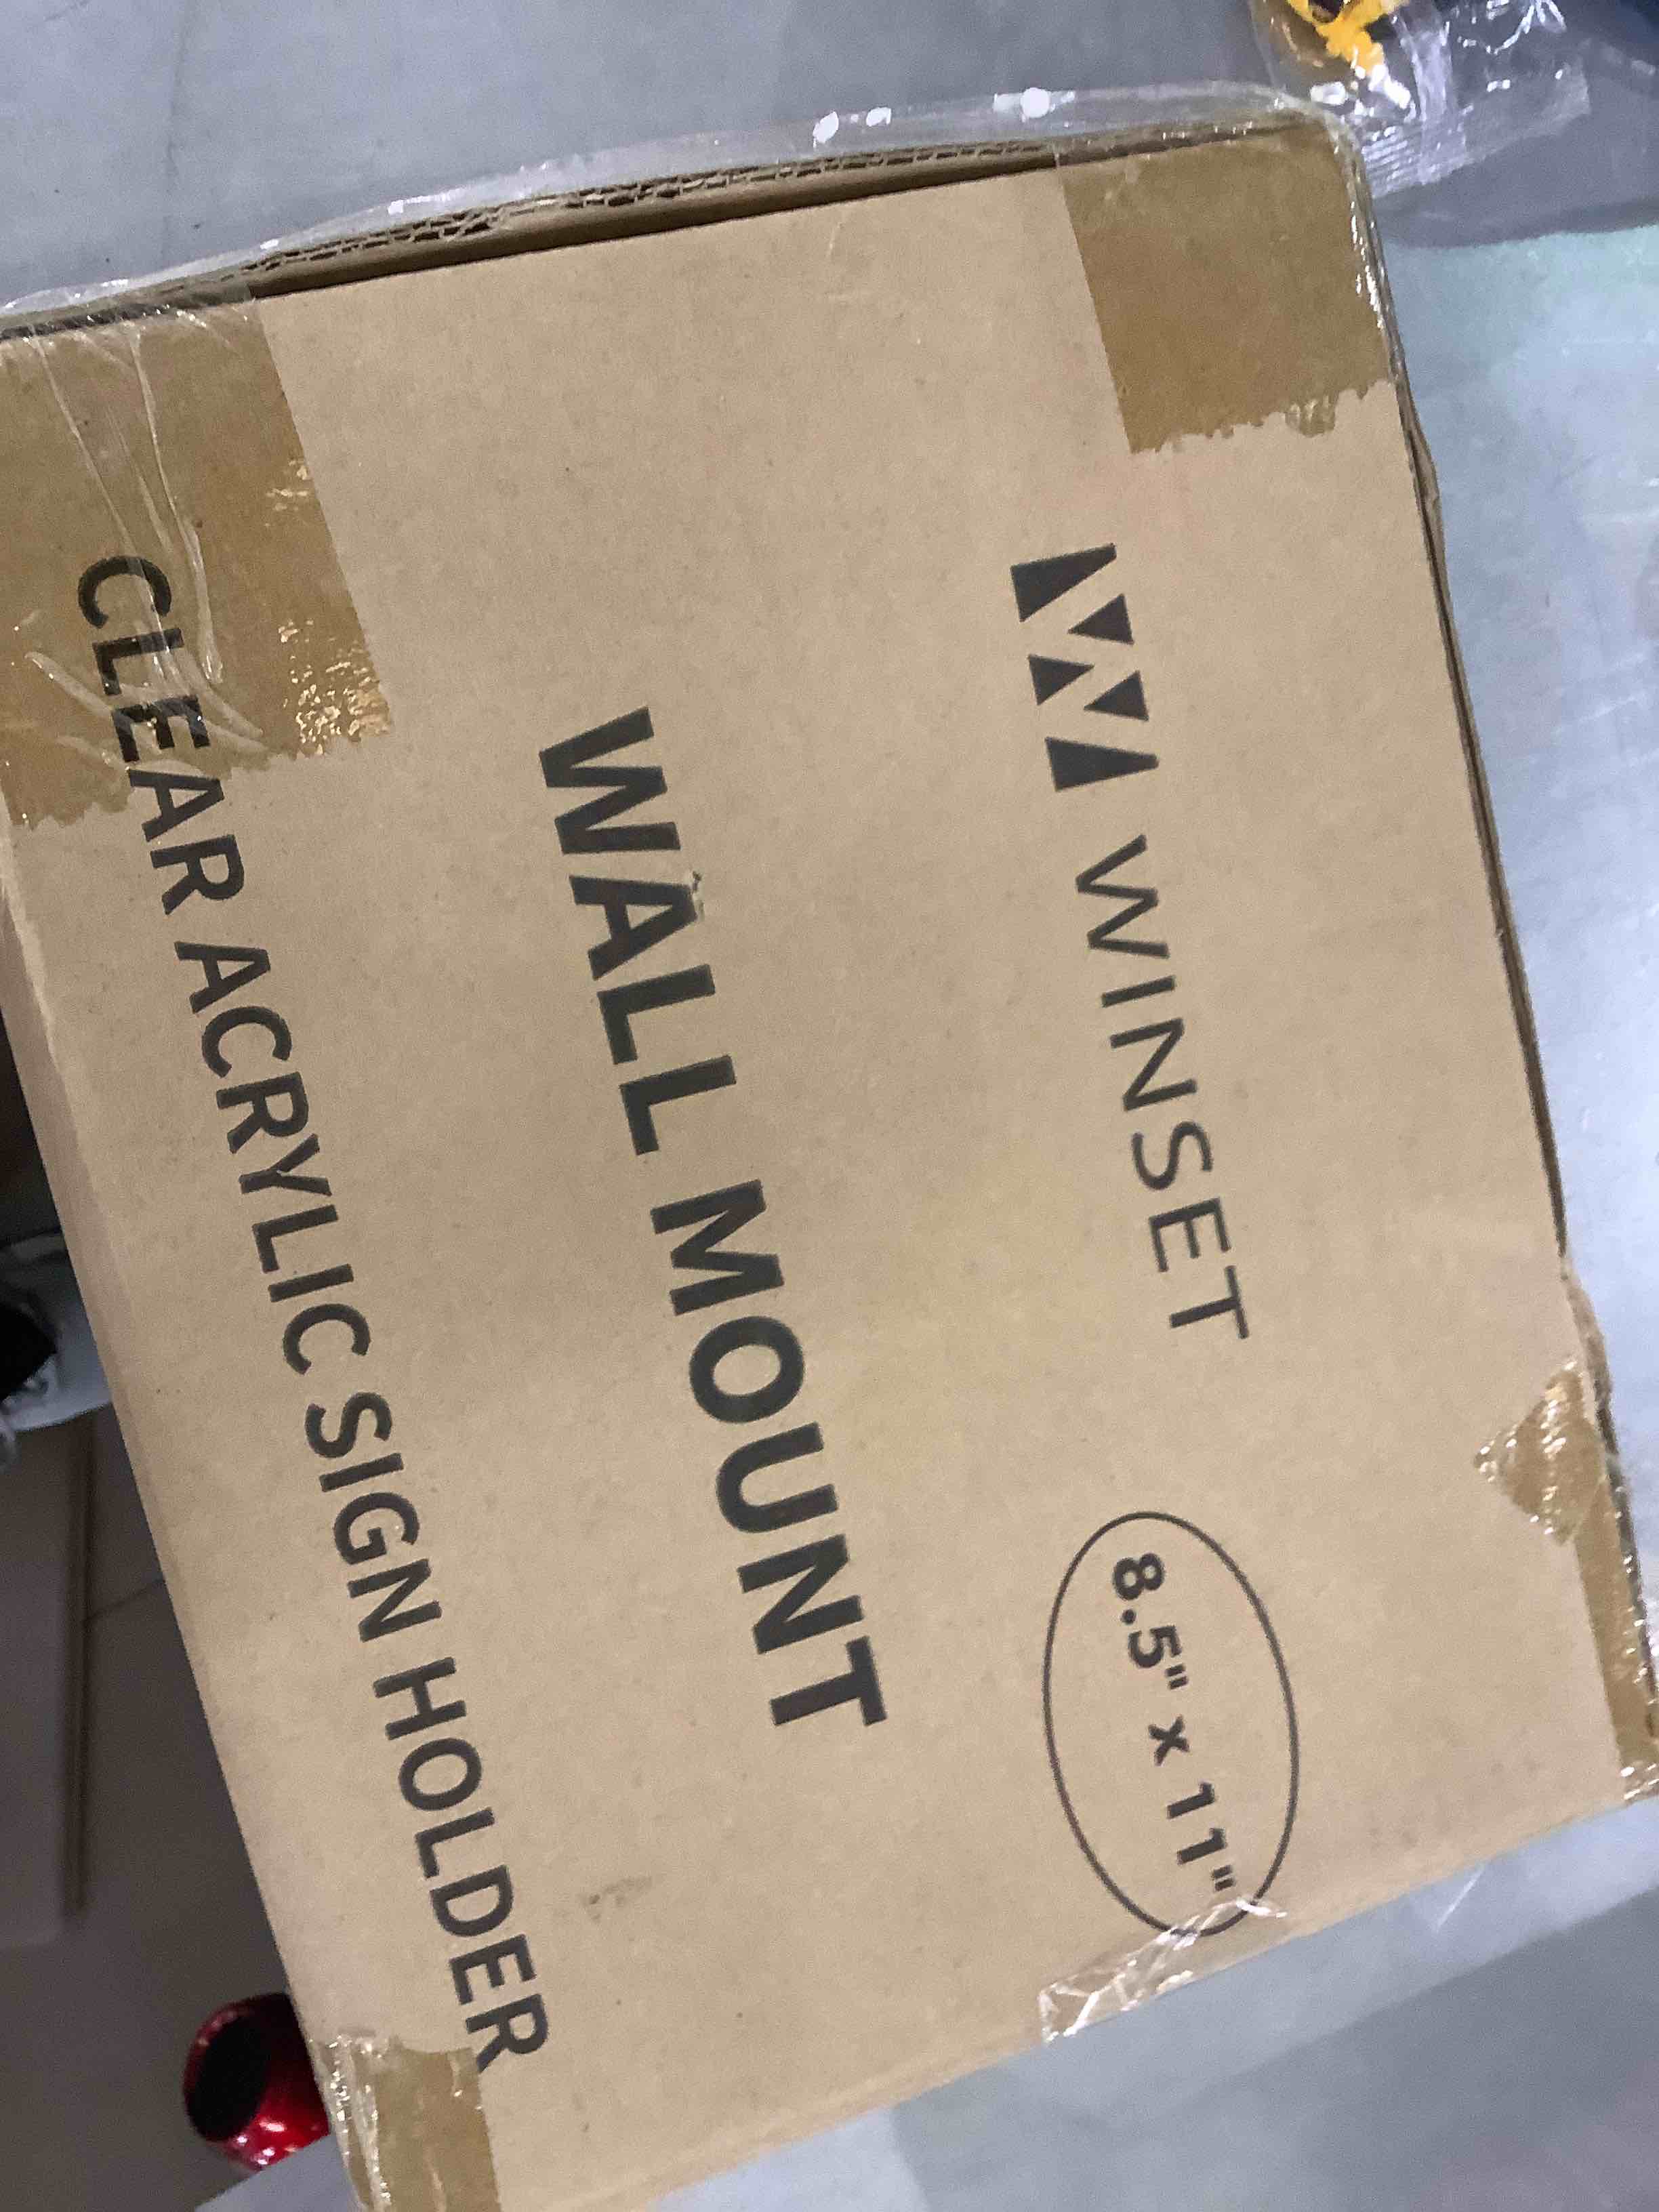 WINSET
8.5" x 11"
WALL MOUNT
CLEAR ACRYLIC SIGN HOLDER